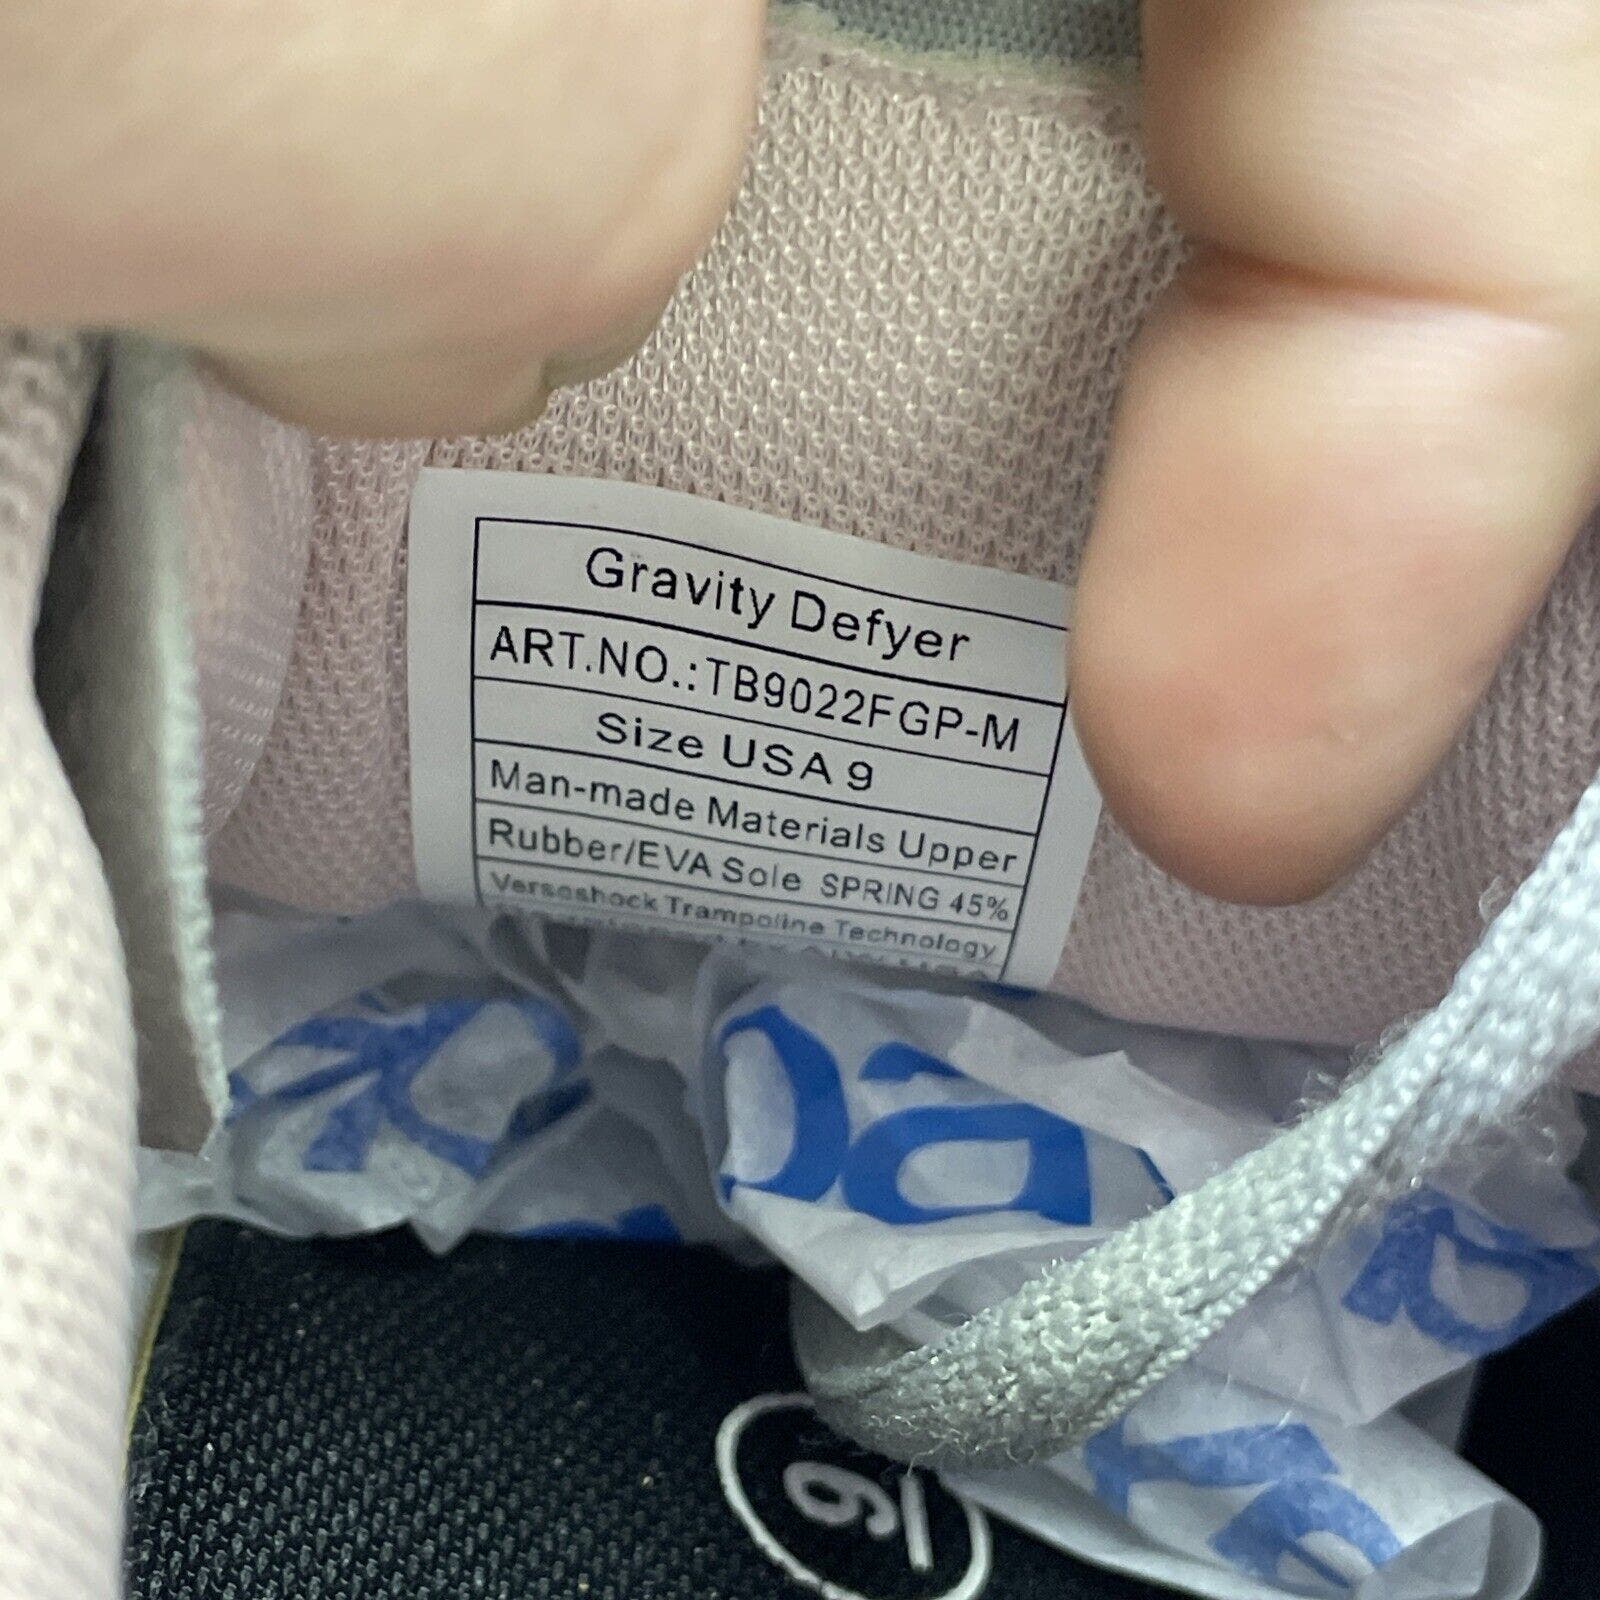 Gravity Defyer
ART.NO.:TB9022FGP-M
Size USA 9
Man-made Materials Upper
Rubber/EVA Sole SPRING 45%
Versoshock Trampoline Technology